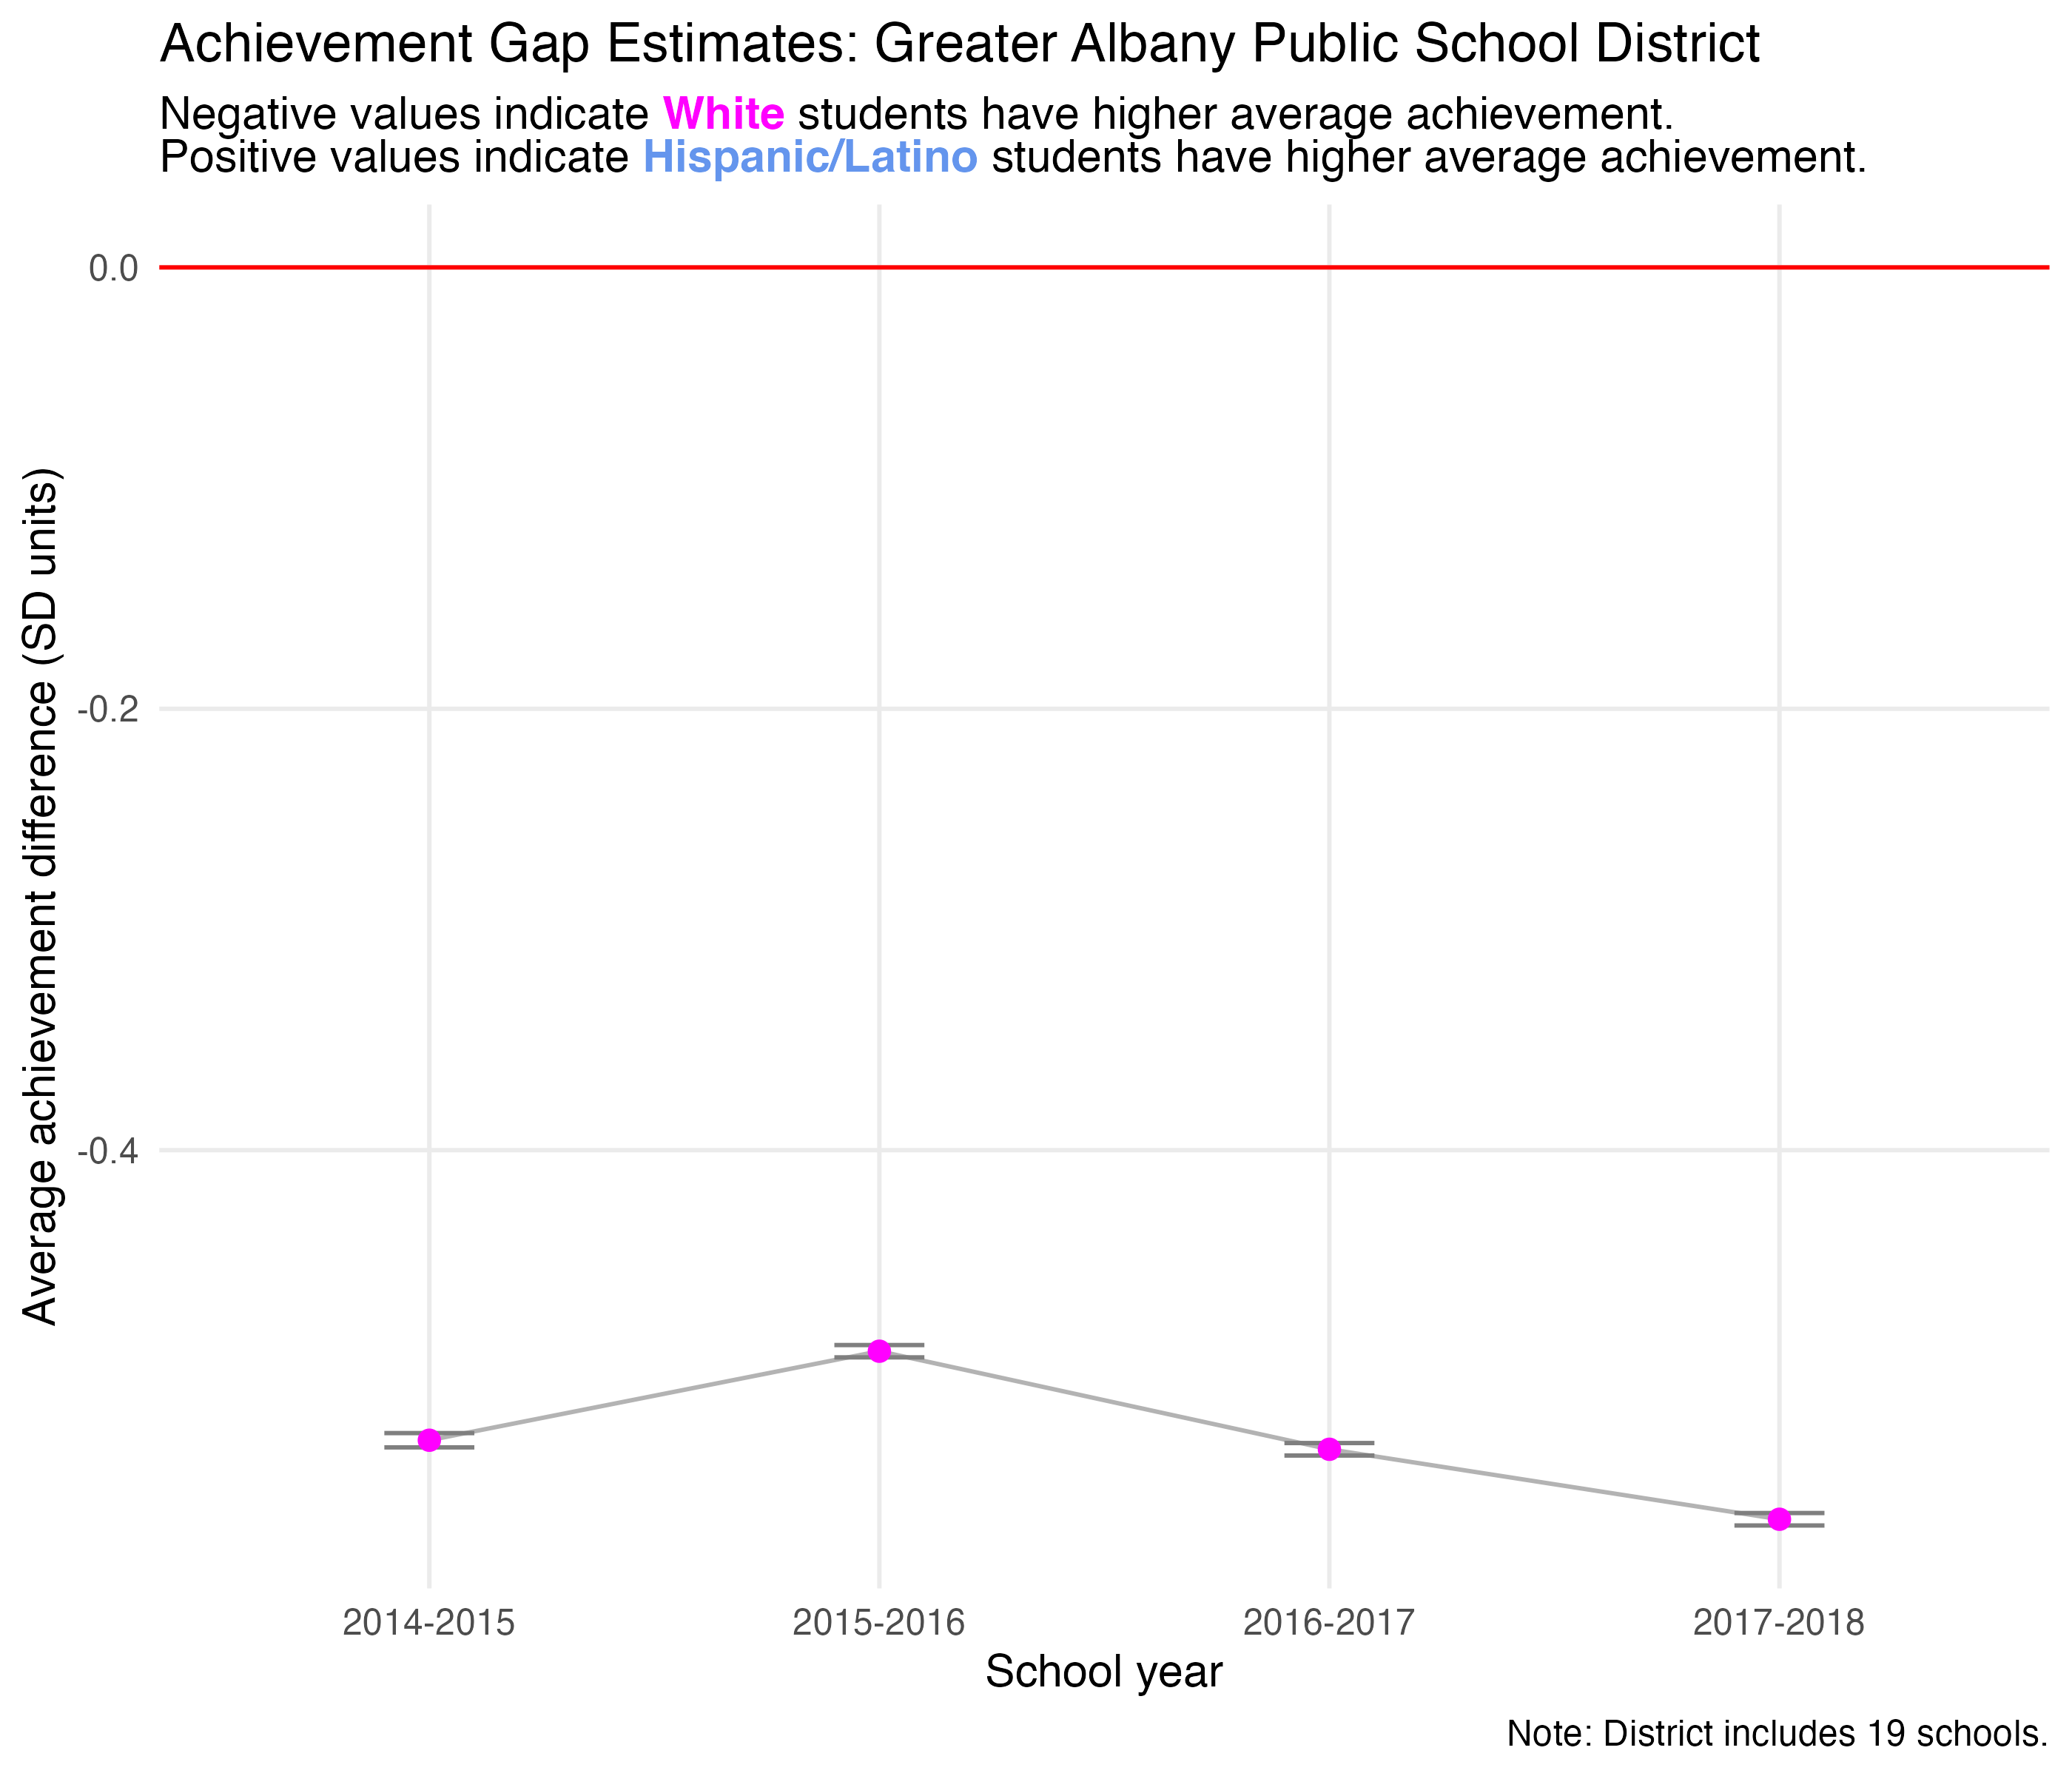 Achievement Gap Estimates: Greater Albany Public School District
Negative values indicate White students have higher average achievement.
Positive values indicate Hispanic/Latino students have higher average achievement.
Average achievement difference (SD units)
0.0
-0.2
-0.4
2014-2015
2015-2016
2016-2017
2017-2018
School year
Note: District includes 19 schools.